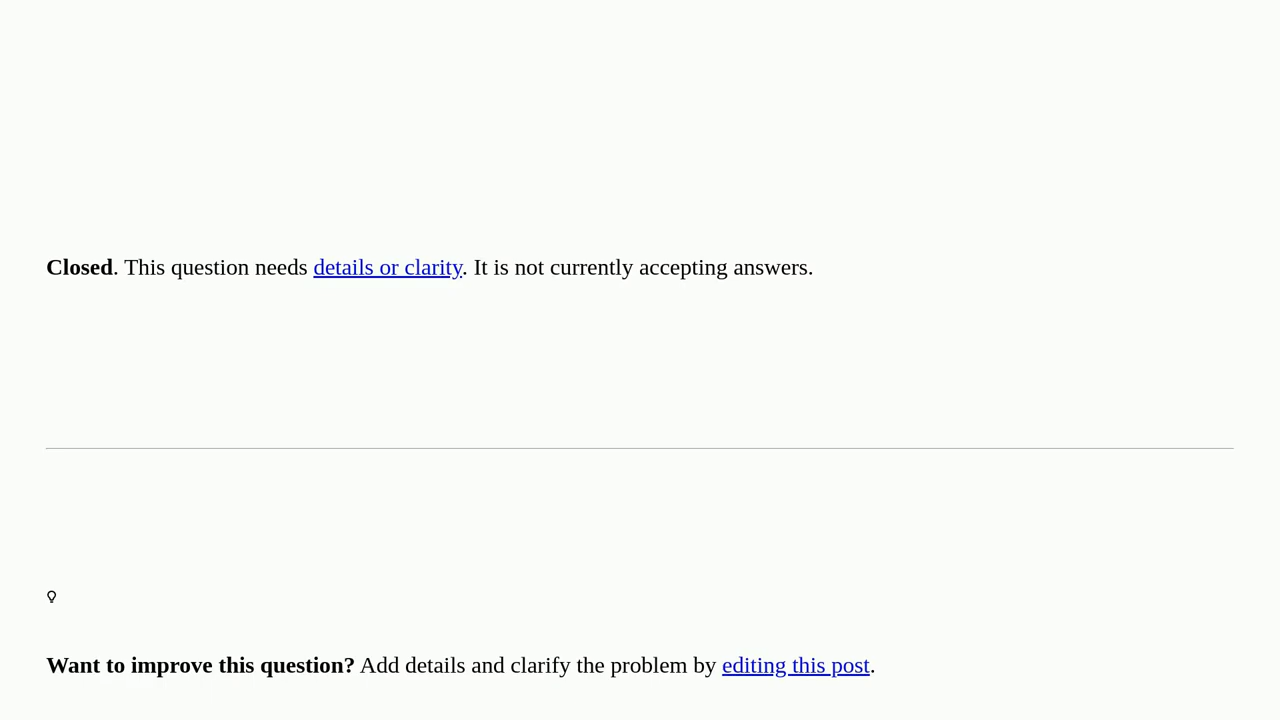 Closed. This question needs details or clarity. It is not currently accepting answers.
Want to improve this question? Add details and clarify the problem by editing this post.